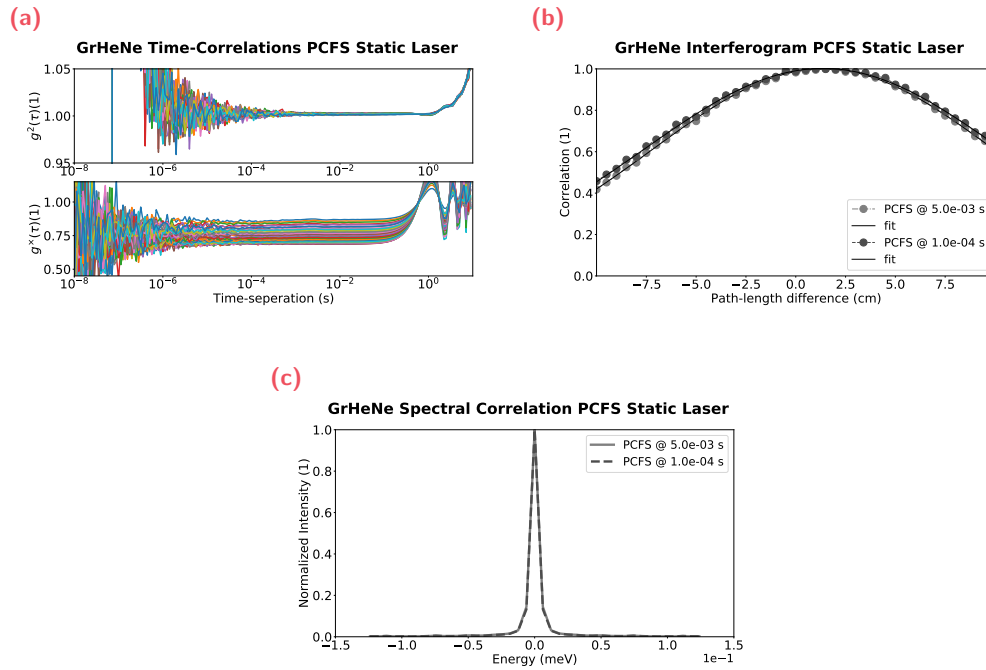 (a)
GrHeNe Time-Correlations PCFS Static Laser
1.05
1.00
0.95
g²(τ)(1)
10⁻⁸ 10⁻⁶ 10⁻⁴ 10⁻² 10⁰
1.00
0.75
0.50
gˣ(τ)(1)
10⁻⁸ 10⁻⁶ 10⁻⁴ 10⁻² 10⁰
Time-seperation (s)
(b)
GrHeNe Interferogram PCFS Static Laser
1.0
0.8
0.6
0.4
0.2
0.0
Correlation (1)
PCFS @ 5.0e-03 s
fit
PCFS @ 1.0e-04 s
fit
−7.5 −5.0 −2.5 0.0 2.5 5.0 7.5
Path-length difference (cm)
(c)
GrHeNe Spectral Correlation PCFS Static Laser
1.0
0.8
0.6
0.4
0.2
0.0
Normalized Intensity (1)
PCFS @ 5.0e-03 s
PCFS @ 1.0e-04 s
−1.5 −1.0 −0.5 0.0 0.5 1.0 1.5
Energy (meV)
1e−1